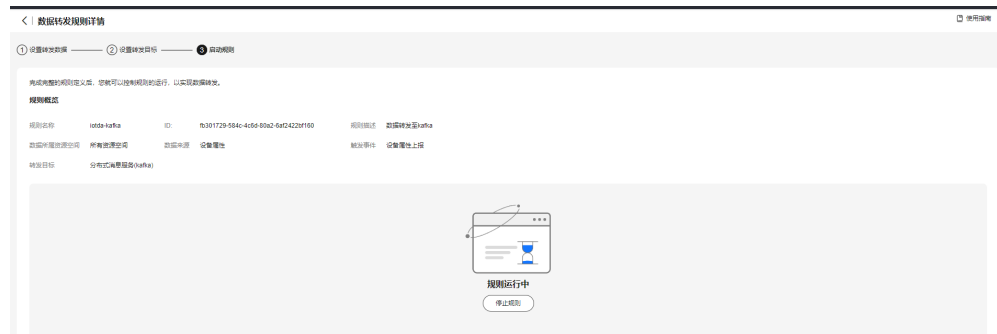 数据转发规则详情
使用指南
1 设置转发数据 2 设置转发目标 3 启动规则
完成完整的规则定义后，您就可以控制规则的运行，以实现数据转发。
规则概览
规则名称 iotda-kafka ID: fb301729-584c-4c6d-80a2-6af2422bf160 规则描述 数据转发至kafka
数据所属资源空间 所有资源空间 数据来源 设备属性 触发事件 设备属性上报
转发目标 分布式消息服务(kafka)
规则运行中
停止规则